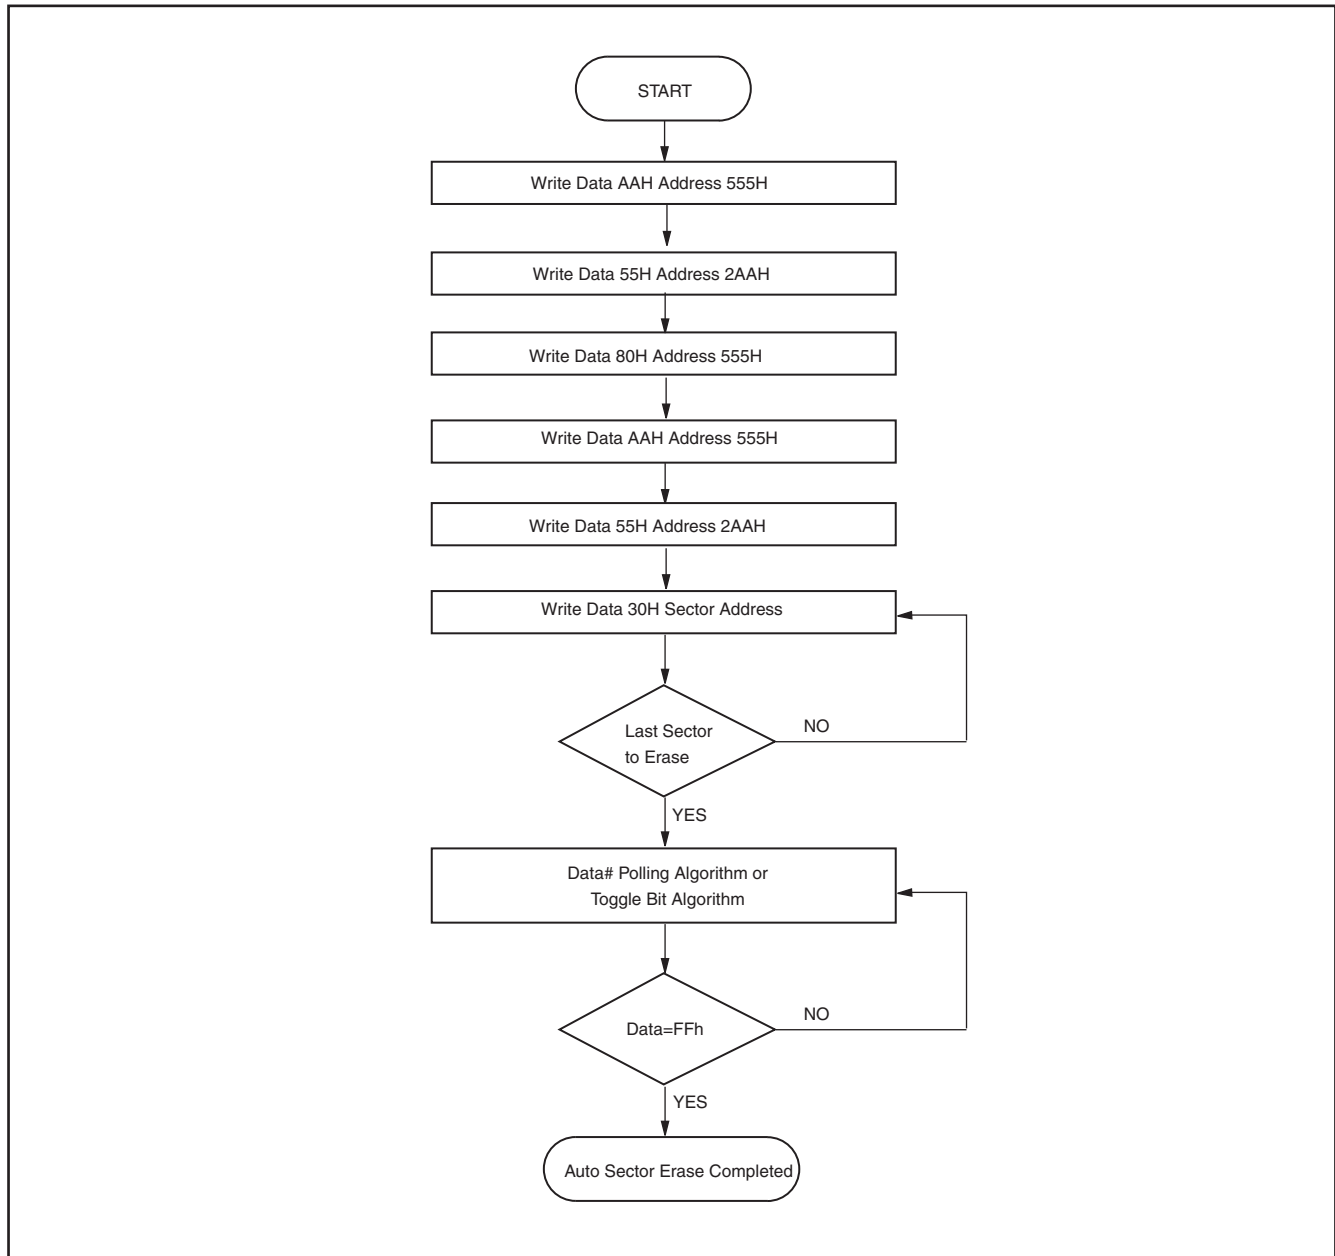 START
Write Data AAH Address 555H
Write Data 55H Address 2AAH
Write Data 80H Address 555H
Write Data AAH Address 555H
Write Data 55H Address 2AAH
Write Data 30H Sector Address
Last Sector
to Erase
NO
YES
Data# Polling Algorithm or
Toggle Bit Algorithm
Data=FFh
NO
YES
Auto Sector Erase Completed